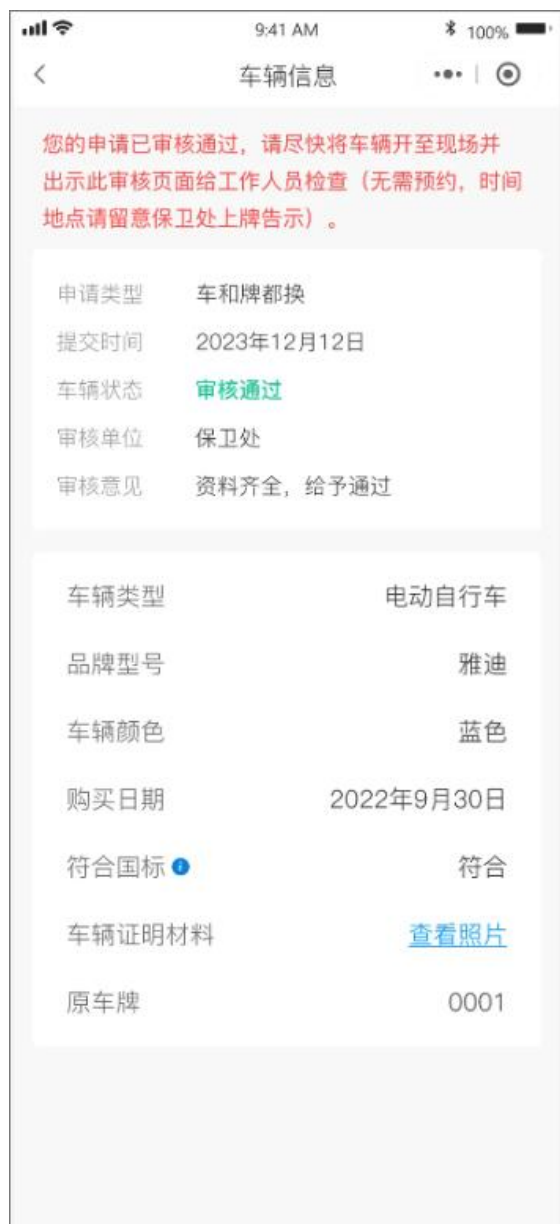 9:41 AM
100%
车辆信息
您的申请已审核通过，请尽快将车辆开至现场并
出示此审核页面给工作人员检查（无需预约，时间
地点请留意保卫处上牌告示）。
申请类型 车和牌都换
提交时间 2023年12月12日
车辆状态 审核通过
审核单位 保卫处
审核意见 资料齐全，给予通过
车辆类型 电动自行车
品牌型号 雅迪
车辆颜色 蓝色
购买日期 2022年9月30日
符合国标 符合
车辆证明材料 查看照片
原车牌 0001